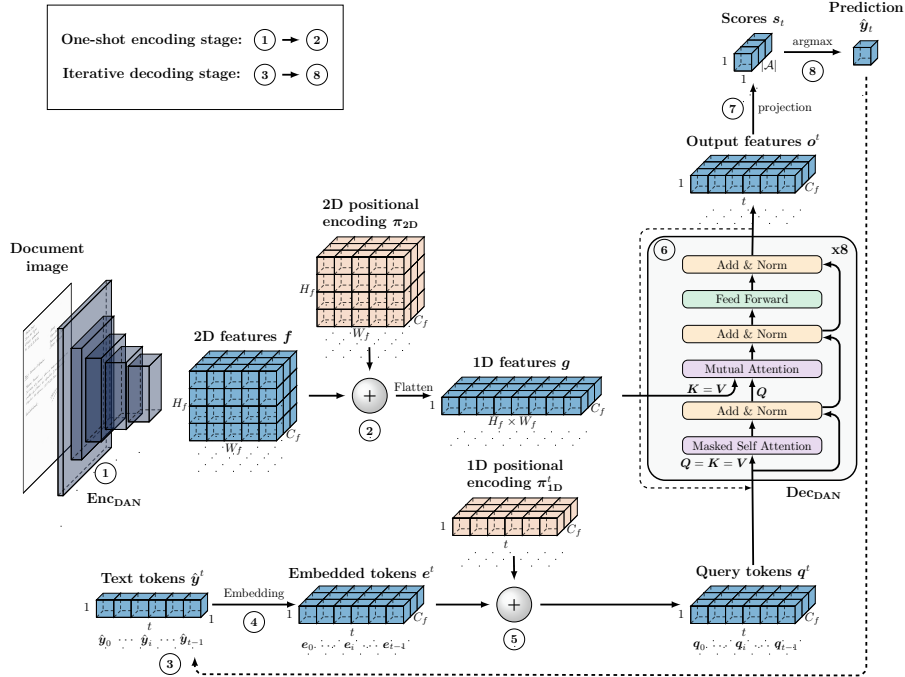 One-shot encoding stage: 1 → 2
Iterative decoding stage: 3 → 8
Scores s_t
Prediction
ŷ_t
argmax
8
1
|𝒜|
1
7
projection
Output features o^t
1
t
C_f
6
x8
Add & Norm
Feed Forward
Add & Norm
Mutual Attention
K = V
Q
Add & Norm
Masked Self Attention
Q = K = V
Dec_DAN
2D positional
encoding π_2D
H_f
W_f
C_f
Document
image
1
Enc_DAN
2D features f
H_f
W_f
C_f
+
2
Flatten
1D features g
1
H_f × W_f
C_f
1D positional
encoding π^t_1D
1
t
C_f
Text tokens ŷ^t
1
t
1
ŷ_0 ... ŷ_i ... ŷ_{t-1}
3
Embedding
4
Embedded tokens e^t
1
t
C_f
e_0 ... e_i ... e_{t-1}
+
5
Query tokens q^t
1
t
C_f
q_0 ... q_i ... q_{t-1}